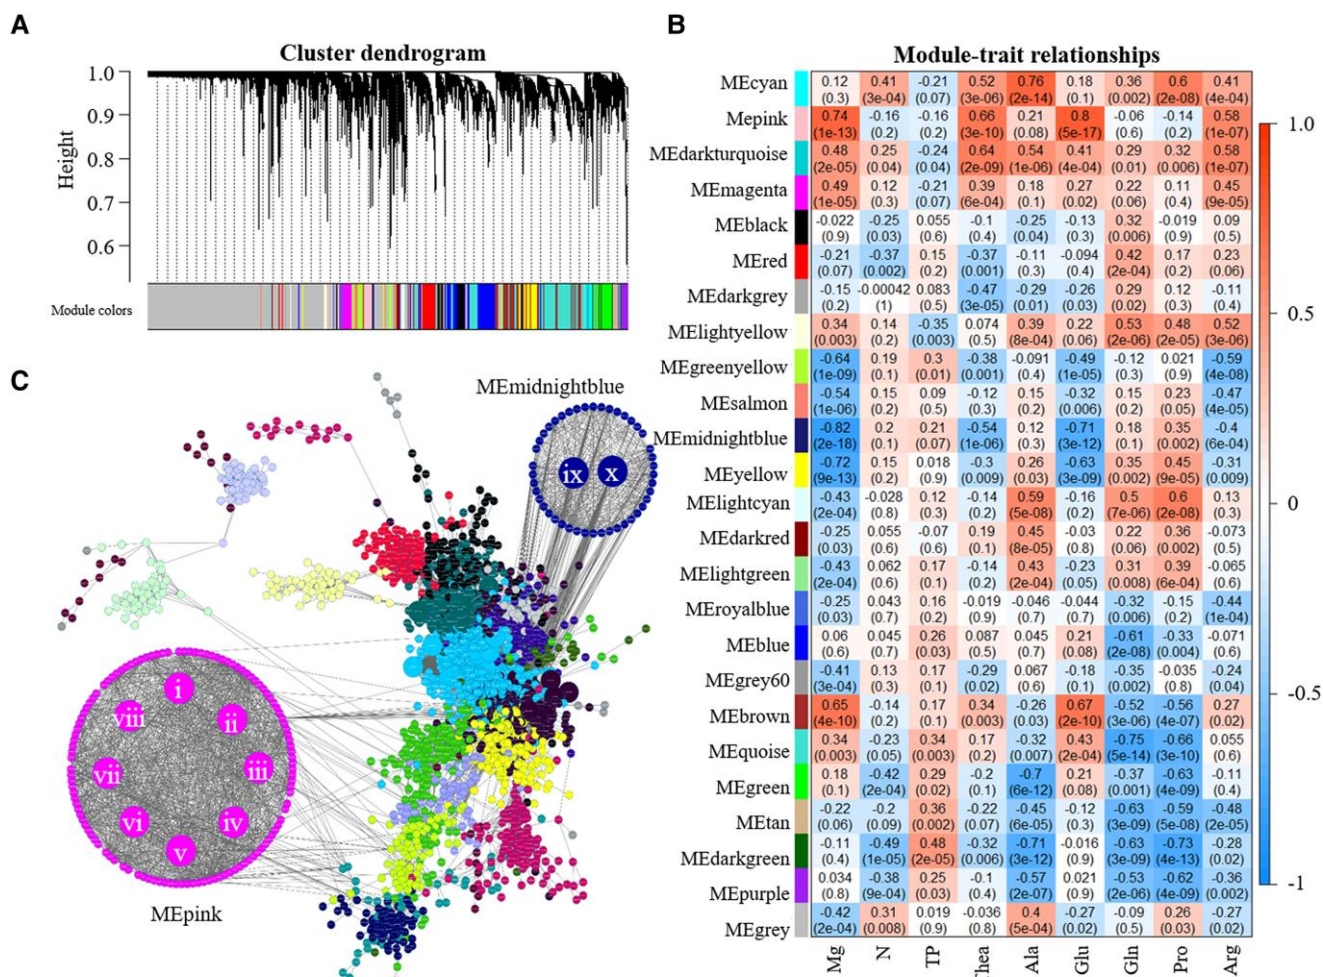 A
Cluster dendrogram
Height
1.0
0.9
0.8
0.7
0.6
Module colors
B
Module-trait relationships
MEcyan 0.12 0.41 -0.21 0.52 0.76 0.18 0.36 0.6 0.41
(0.3) (3e-04) (0.07) (3e-06) (2e-14) (0.1) (0.002) (2e-08) (4e-04)
Mepink 0.74 -0.16 -0.16 0.66 0.21 0.8 -0.06 -0.14 0.58
(1e-13) (0.2) (0.2) (3e-10) (0.08) (5e-17) (0.6) (0.2) (1e-07)
MEdarkturquoise 0.48 0.25 -0.24 0.64 0.54 0.41 0.29 0.32 0.58
(2e-05) (0.04) (0.04) (2e-09) (1e-06) (4e-04) (0.01) (0.006) (1e-07)
MEmagenta 0.49 0.12 -0.21 0.39 0.18 0.27 0.22 0.11 0.45
(1e-05) (0.3) (0.07) (6e-04) (0.1) (0.02) (0.06) (0.4) (9e-05)
MEblack -0.022 -0.25 0.055 -0.1 -0.25 -0.13 0.32 -0.019 0.09
(0.9) (0.03) (0.6) (0.4) (0.04) (0.3) (0.006) (0.9) (0.5)
MEred -0.21 -0.37 0.15 -0.37 -0.11 -0.094 0.42 0.17 0.23
(0.07) (0.002) (0.2) (0.001) (0.3) (0.4) (2e-04) (0.2) (0.06)
MEdarkgrey -0.15 -0.00042 0.083 -0.47 -0.29 -0.26 0.29 0.12 -0.11
(0.2) (1) (0.5) (3e-05) (0.01) (0.03) (0.02) (0.3) (0.4)
MElightyellow 0.34 0.14 -0.35 0.074 0.39 0.22 0.53 0.48 0.52
(0.003) (0.2) (0.003) (0.5) (8e-04) (0.06) (2e-06) (2e-05) (3e-06)
MEgreenyellow -0.64 0.19 0.3 -0.38 -0.091 -0.49 -0.12 0.021 -0.59
(1e-09) (0.1) (0.01) (0.001) (0.4) (1e-05) (0.3) (0.9) (4e-08)
MEsalmon -0.54 0.15 0.09 -0.12 0.15 -0.32 0.15 0.23 -0.47
(1e-06) (0.2) (0.5) (0.3) (0.2) (0.006) (0.2) (0.05) (4e-05)
MEmidnightblue -0.82 0.2 0.21 -0.54 0.12 -0.71 0.18 0.35 -0.4
(2e-18) (0.1) (0.07) (1e-06) (0.3) (3e-12) (0.1) (0.002) (6e-04)
MEyellow -0.72 0.15 0.018 -0.3 0.26 -0.63 0.35 0.45 -0.31
(9e-13) (0.2) (0.9) (0.009) (0.03) (3e-09) (0.002) (9e-05) (0.009)
MElightcyan -0.43 -0.028 0.12 -0.14 0.59 -0.16 0.5 0.6 0.13
(2e-04) (0.8) (0.3) (0.2) (5e-08) (0.2) (7e-06) (2e-08) (0.3)
MEdarkred -0.25 0.055 -0.07 0.19 0.45 -0.03 0.22 0.36 -0.073
(0.03) (0.6) (0.6) (0.1) (8e-05) (0.8) (0.06) (0.002) (0.5)
MElightgreen -0.43 0.062 0.17 -0.14 0.43 -0.23 0.31 0.39 -0.065
(2e-04) (0.6) (0.1) (0.2) (2e-04) (0.05) (0.008) (6e-04) (0.6)
MEroyalblue -0.25 0.043 0.16 -0.019 -0.046 -0.044 -0.32 -0.15 -0.44
(0.03) (0.7) (0.2) (0.9) (0.7) (0.7) (0.006) (0.2) (1e-04)
MEblue 0.06 0.045 0.26 0.087 0.045 0.21 -0.61 -0.33 -0.071
(0.6) (0.7) (0.03) (0.5) (0.7) (0.08) (2e-08) (0.004) (0.6)
MEgrey60 -0.41 0.13 0.17 -0.29 0.067 -0.18 -0.35 -0.035 -0.24
(3e-04) (0.3) (0.1) (0.02) (0.6) (0.1) (0.002) (0.8) (0.04)
MEbrown 0.65 -0.14 0.17 0.34 -0.26 0.67 -0.52 -0.56 0.27
(4e-10) (0.2) (0.1) (0.003) (0.03) (2e-10) (3e-06) (4e-07) (0.02)
MEquoise 0.34 -0.23 0.34 0.17 -0.32 0.43 -0.75 -0.66 0.055
(0.003) (0.05) (0.003) (0.2) (0.007) (2e-04) (5e-14) (3e-10) (0.6)
MEgreen 0.18 -0.42 0.29 -0.2 -0.7 0.21 -0.37 -0.63 -0.11
(0.1) (2e-04) (0.02) (0.1) (6e-12) (0.08) (0.001) (4e-09) (0.4)
MEtan -0.22 -0.2 0.36 -0.22 -0.45 -0.12 -0.63 -0.59 -0.48
(0.06) (0.09) (0.002) (0.07) (6e-05) (0.3) (3e-09) (5e-08) (2e-05)
MEdarkgreen -0.11 -0.49 0.48 -0.32 -0.71 -0.016 -0.63 -0.73 -0.28
(0.4) (1e-05) (2e-05) (0.006) (3e-12) (0.9) (3e-09) (4e-13) (0.02)
MEpurple 0.034 -0.38 0.25 -0.1 -0.57 0.021 -0.53 -0.62 -0.36
(0.8) (9e-04) (0.03) (0.4) (2e-07) (0.9) (2e-06) (4e-09) (0.002)
MEgrey -0.42 0.31 0.019 -0.036 0.4 -0.27 -0.09 0.26 -0.27
(2e-04) (0.008) (0.9) (0.8) (5e-04) (0.02) (0.5) (0.03) (0.02)
Mg N TP Thea Ala Glu Ghn Pro Arg
1.0
0.5
0
-0.5
-1
C
MEmidnightblue
ix x
i
ii
iii
iv
v
vi
vii
viii
MEpink